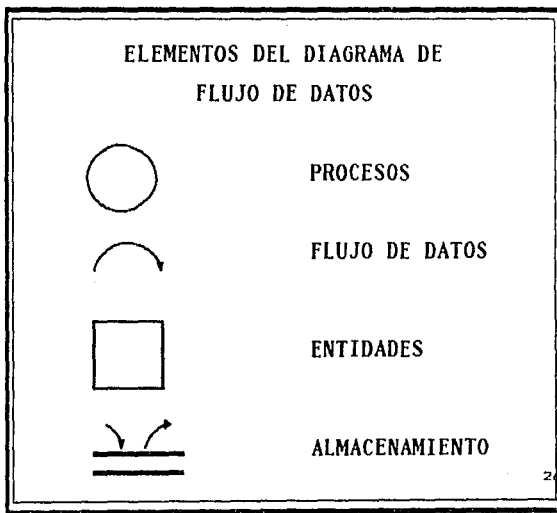 ELEMENTOS DEL DIAGRAMA DE
FLUJO DE DATOS
PROCESOS
FLUJO DE DATOS
ENTIDADES
ALMACENAMIENTO